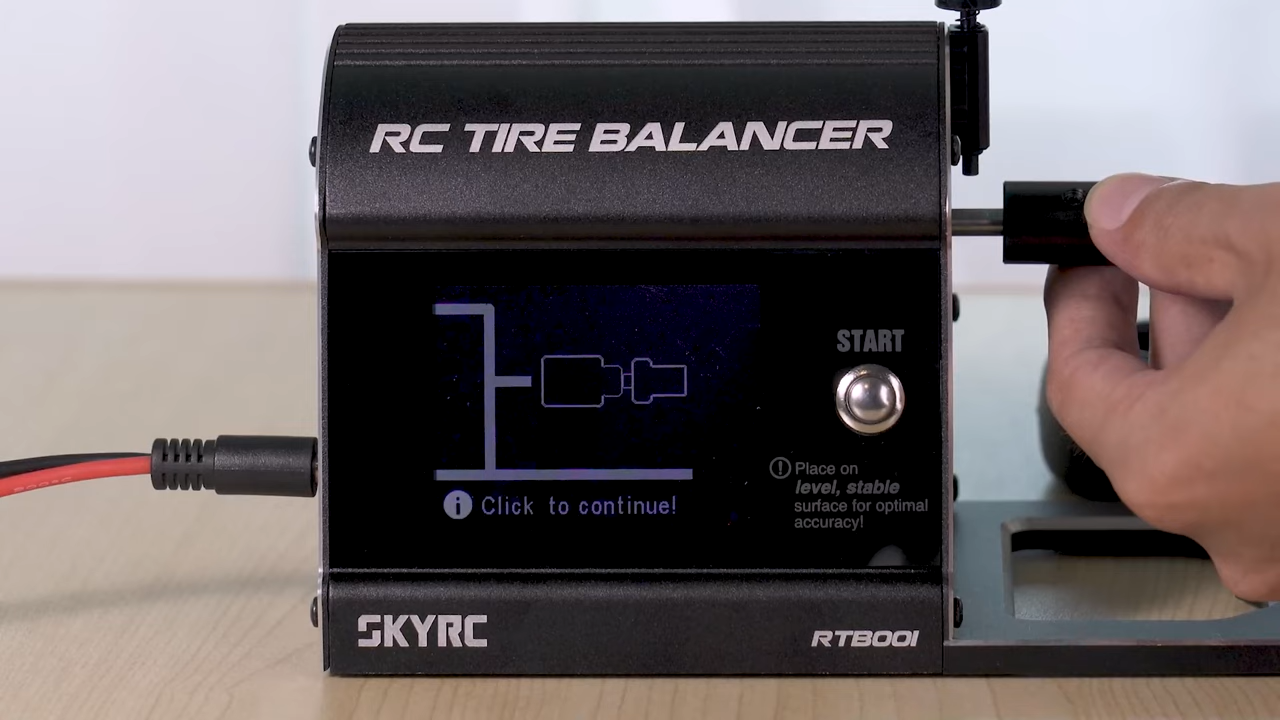 RC TIRE BALANCER
START
Click to continue!
Place on
level, stable
surface for optimal
accuracy!
SKYRC
RTB001